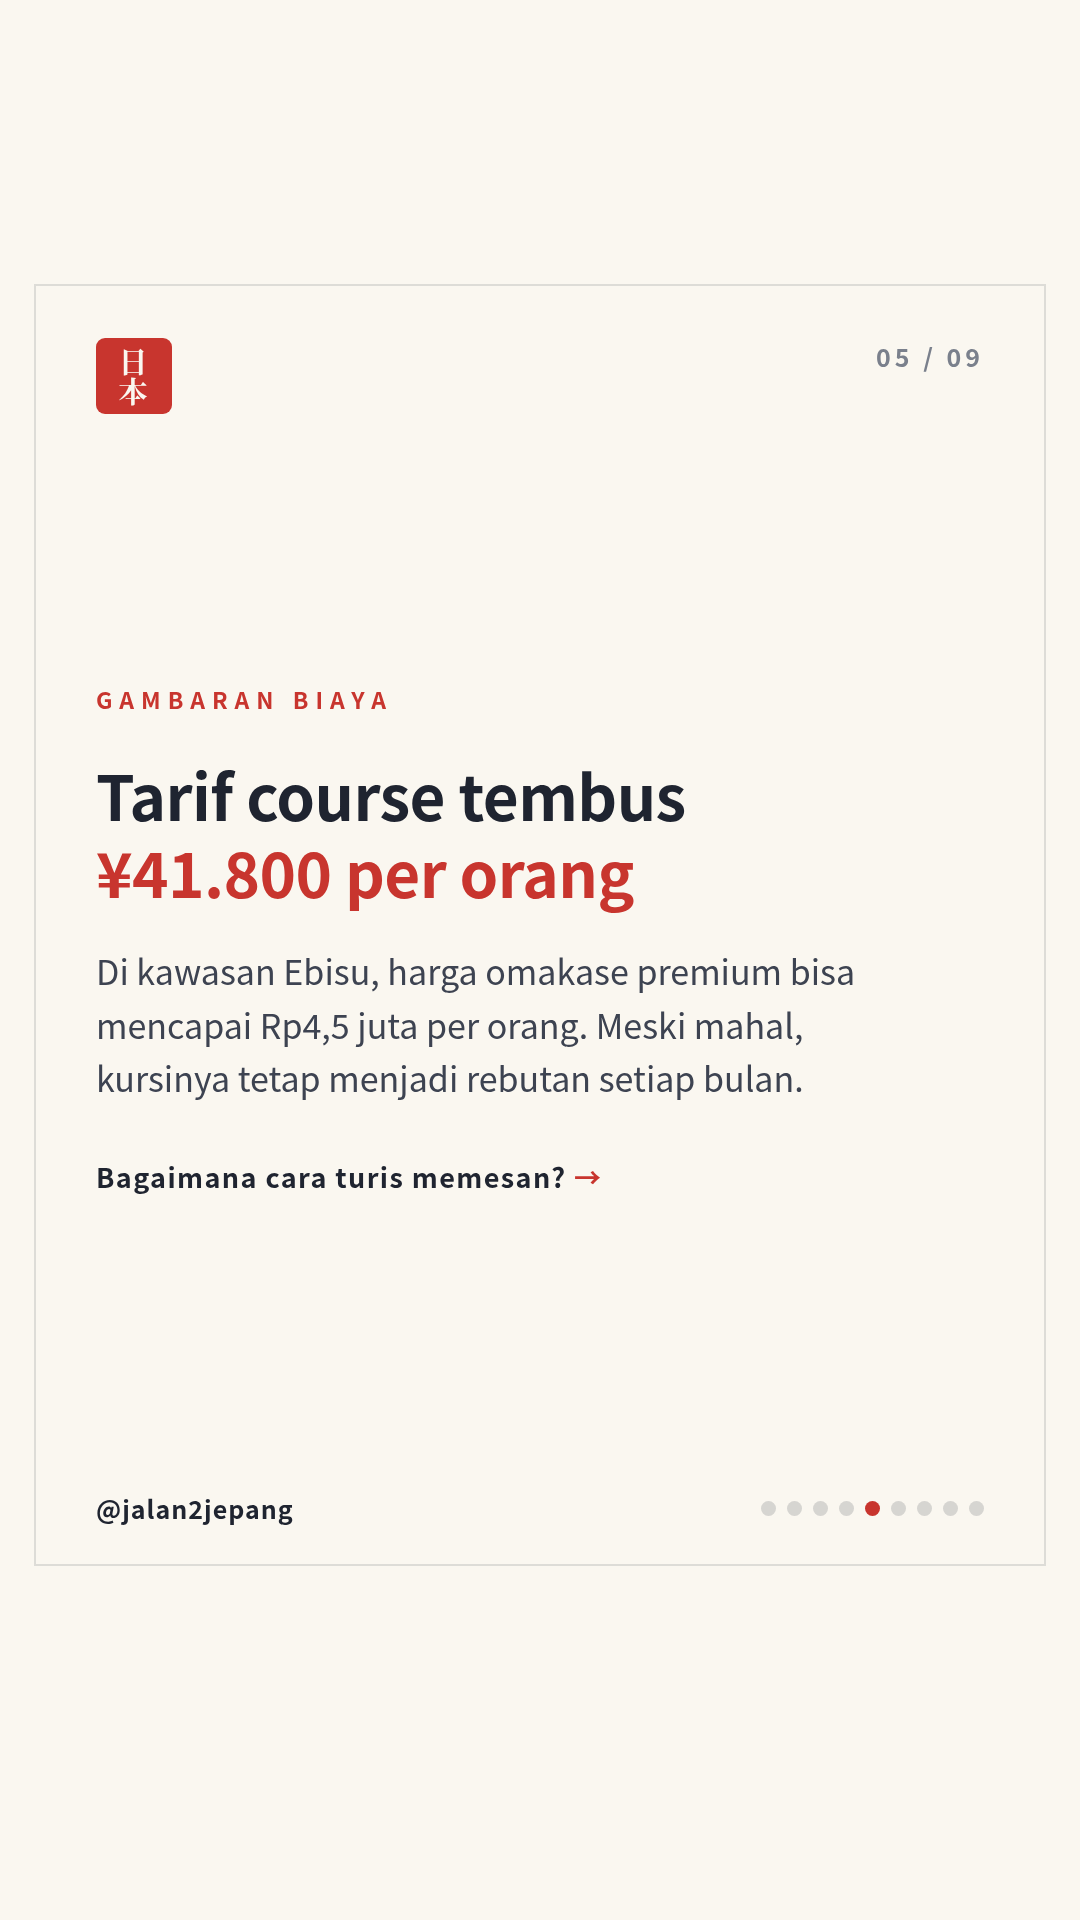 日
本
05 / 09
GAMBARAN BIAYA
Tarif course tembus
¥41.800 per orang
Di kawasan Ebisu, harga omakase premium bisa
mencapai Rp4,5 juta per orang. Meski mahal,
kursinya tetap menjadi rebutan setiap bulan.
Bagaimana cara turis memesan? →
@jalan2jepang